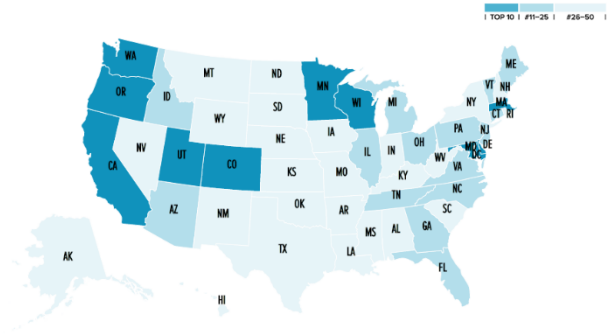 | TOP 10 | #11-25 | #26-50 |
WA
ME
MT
ND
VT
NH
OR
MN
ID
WI
MA
SD
MI
NY
CT RI
WY
IA
PA
NJ
NE
OH
DE
NV
IL
IN
MD
DC
UT
CO
WV
VA
CA
KS
MO
KY
NC
TN
OK
AZ
NM
AR
SC
MS
AL
GA
TX
LA
AK
FL
HI